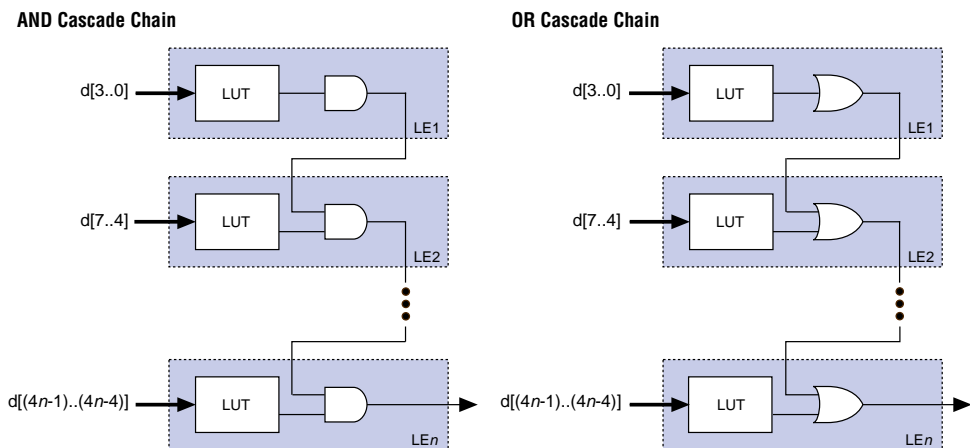 AND Cascade Chain
d[3..0]
LUT
LE1
d[7..4]
LUT
LE2
d[(4n-1)..(4n-4)]
LUT
LEn
OR Cascade Chain
d[3..0]
LUT
LE1
d[7..4]
LUT
LE2
d[(4n-1)..(4n-4)]
LUT
LEn